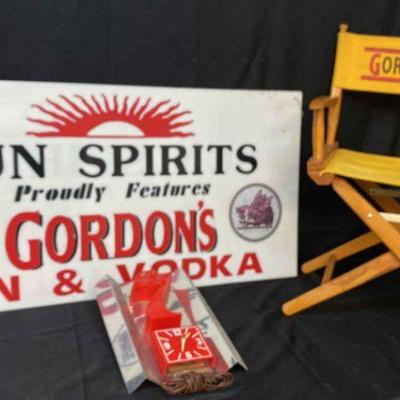 UN SPIRITS
Proudly Features
GORDON'S
N & VODKA
GOR